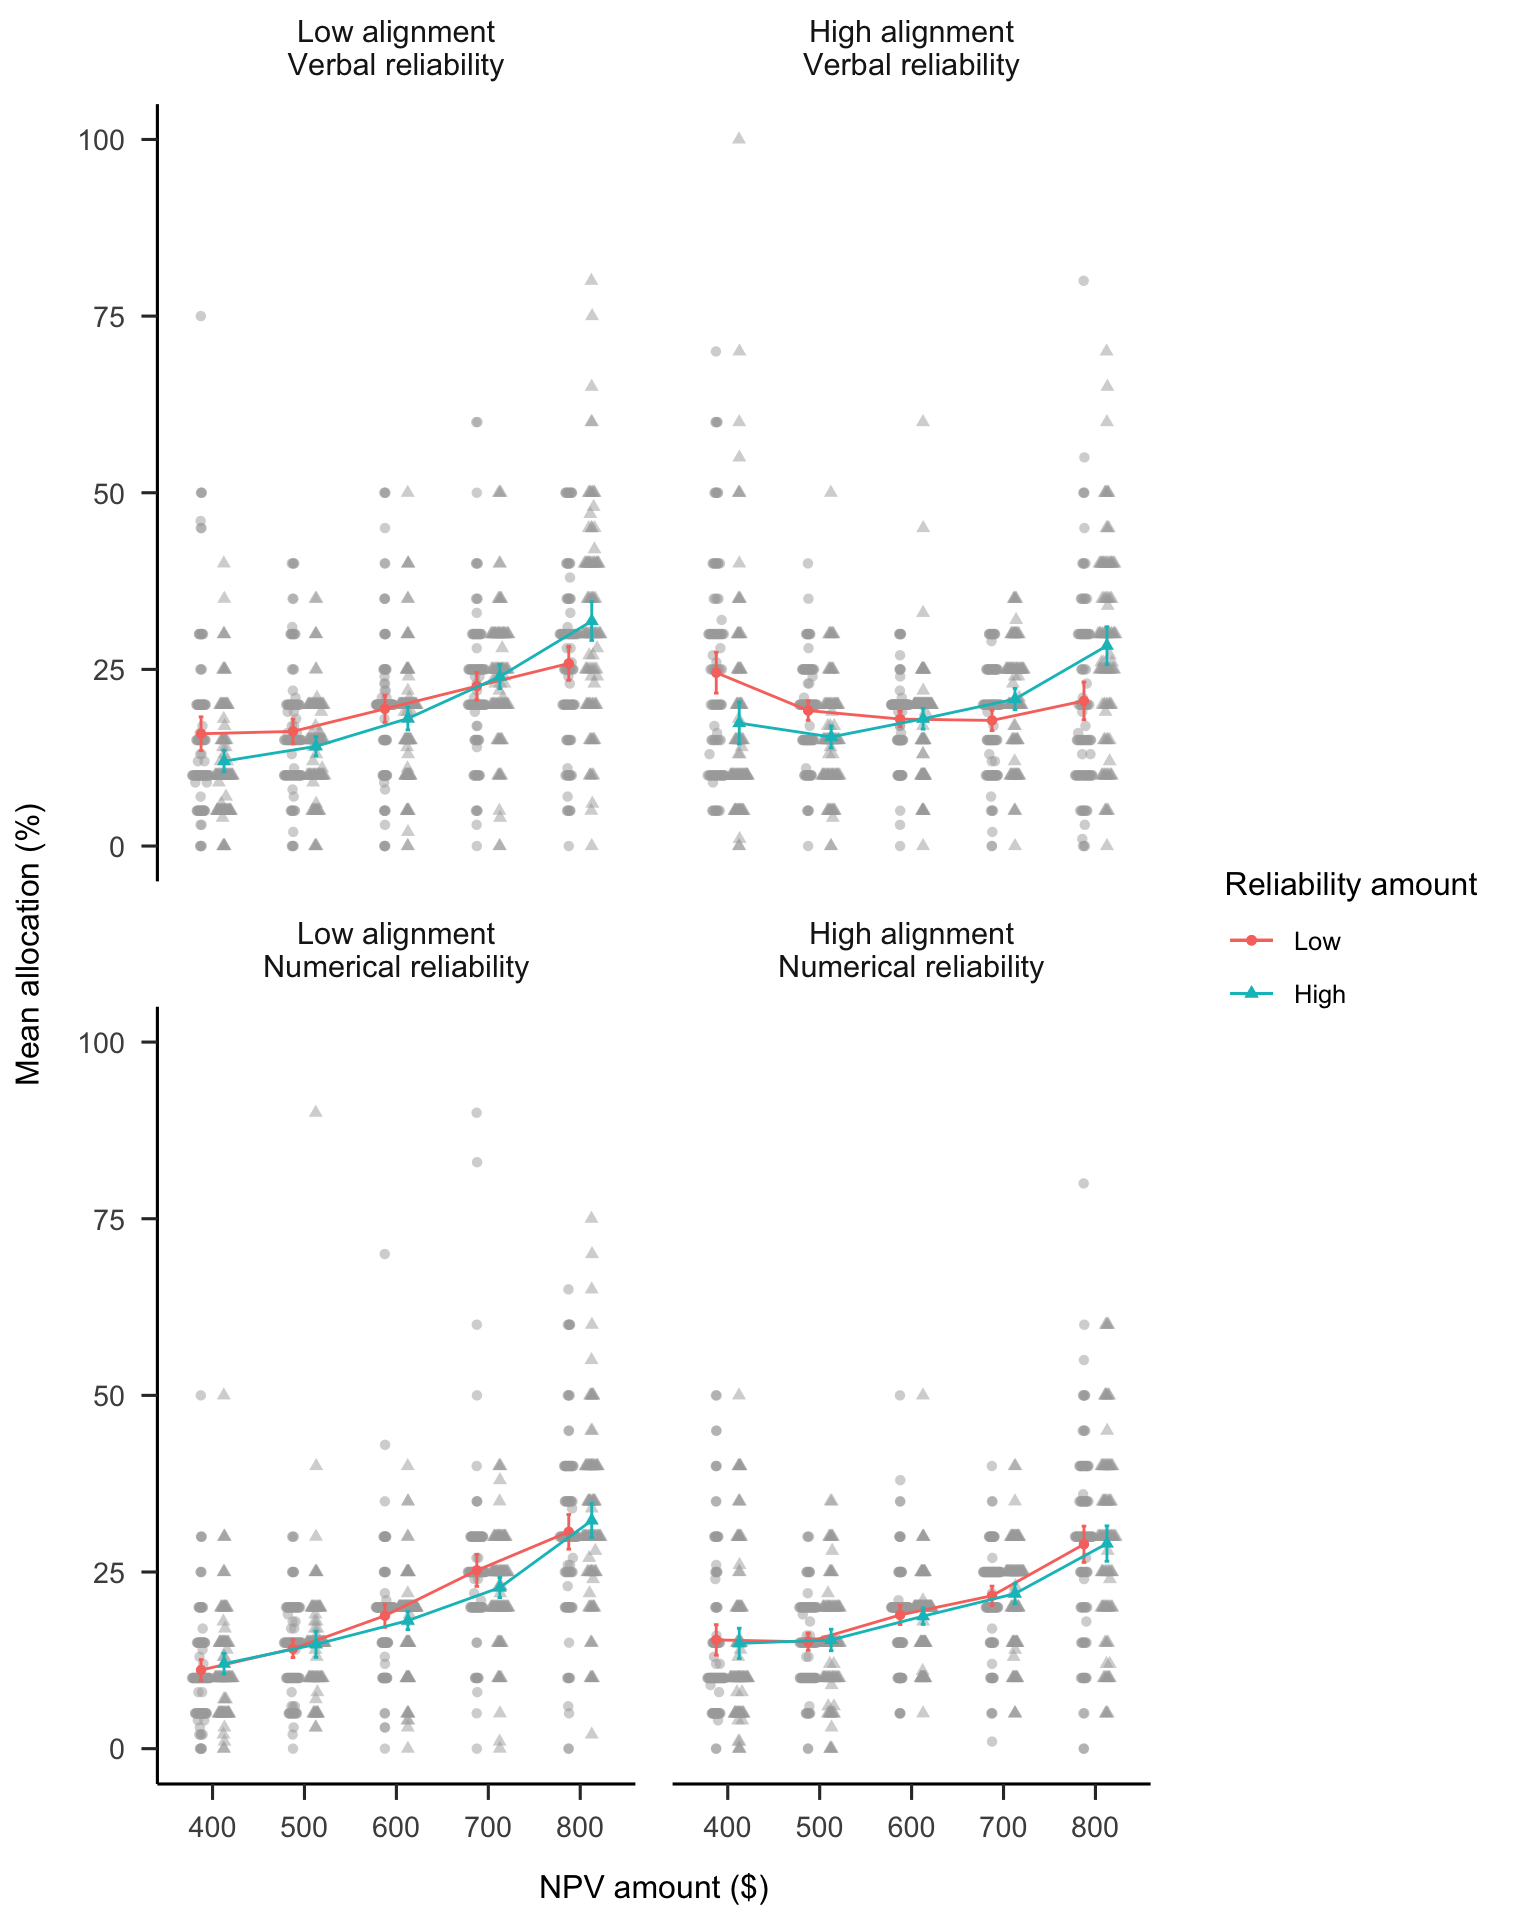 Low alignment
Verbal reliability
High alignment
Verbal reliability
100
75
50
25
0
Low alignment
Numerical reliability
High alignment
Numerical reliability
100
75
50
25
0
400 500 600 700 800
400 500 600 700 800
NPV amount ($)
Mean allocation (%)
Reliability amount
Low
High